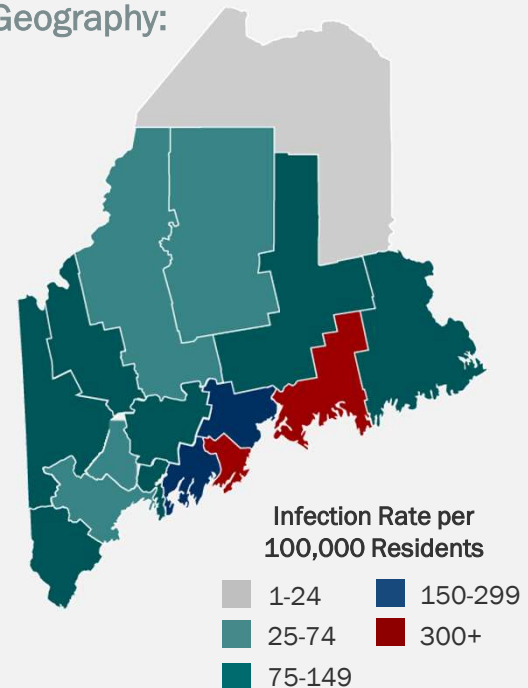 Geography:
Infection Rate per
100,000 Residents
1-24
150-299
25-74
300+
75-149